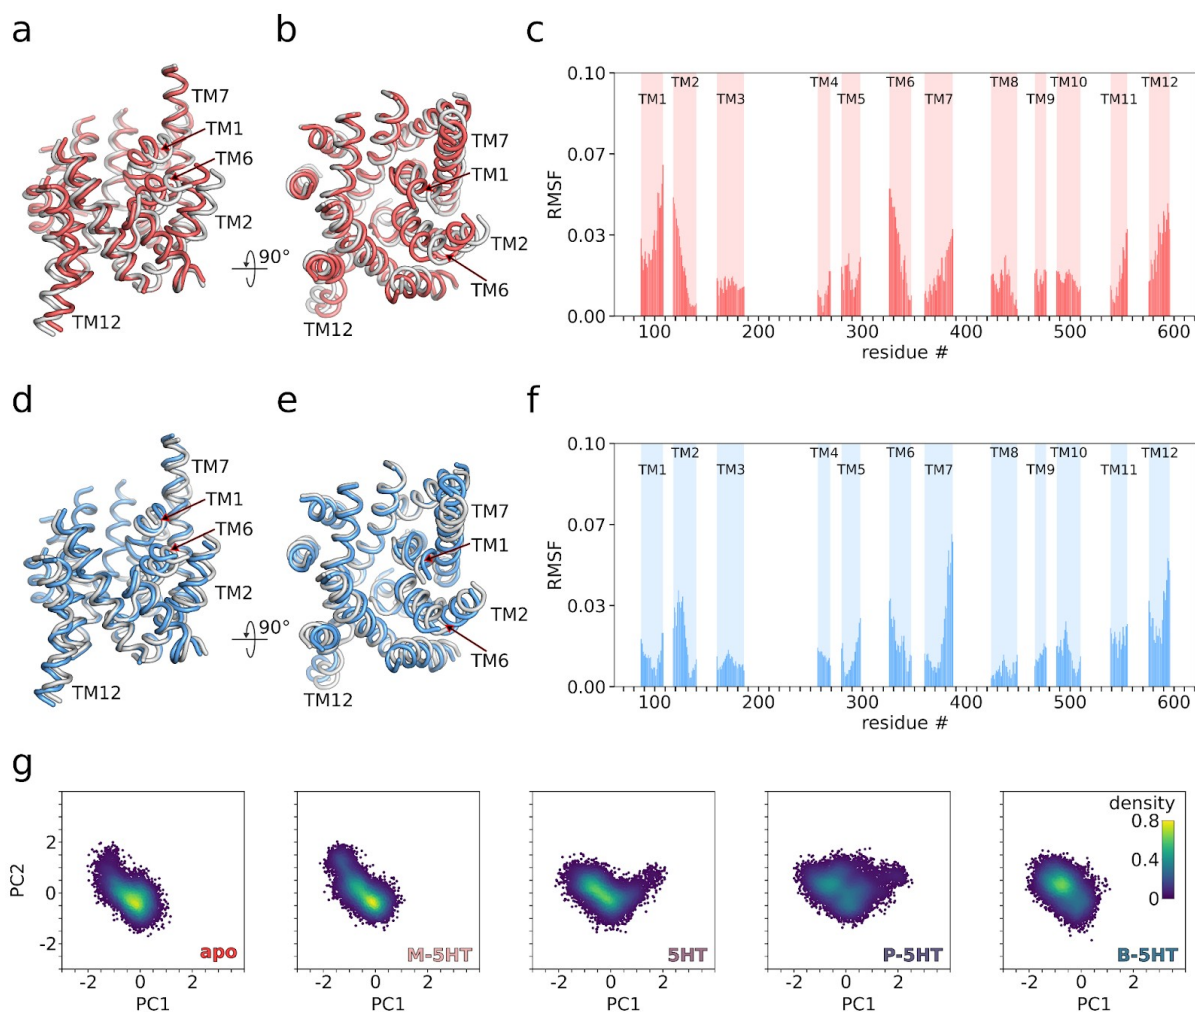 a
b
c
TM7
TM1
TM6
TM2
90°
TM12
TM7
TM1
TM2
TM6
TM12
0.10
0.07
0.03
0.00
RMSF
TM2 TM4 TM6 TM8 TM10 TM12
TM1 TM3 TM5 TM7 TM9 TM11
100 200 300 400 500 600
residue #
d
e
f
TM7
TM1
TM6
TM2
90°
TM12
TM7
TM1
TM2
TM6
TM12
0.10
0.07
0.03
0.00
RMSF
TM2 TM4 TM6 TM8 TM10 TM12
TM1 TM3 TM5 TM7 TM9 TM11
100 200 300 400 500 600
residue #
g
PC2
2
0
-2
apo
-2 0 2
PC1
M-5HT
-2 0 2
PC1
5HT
-2 0 2
PC1
P-5HT
-2 0 2
PC1
density
0.8
0.4
0
B-5HT
-2 0 2
PC1